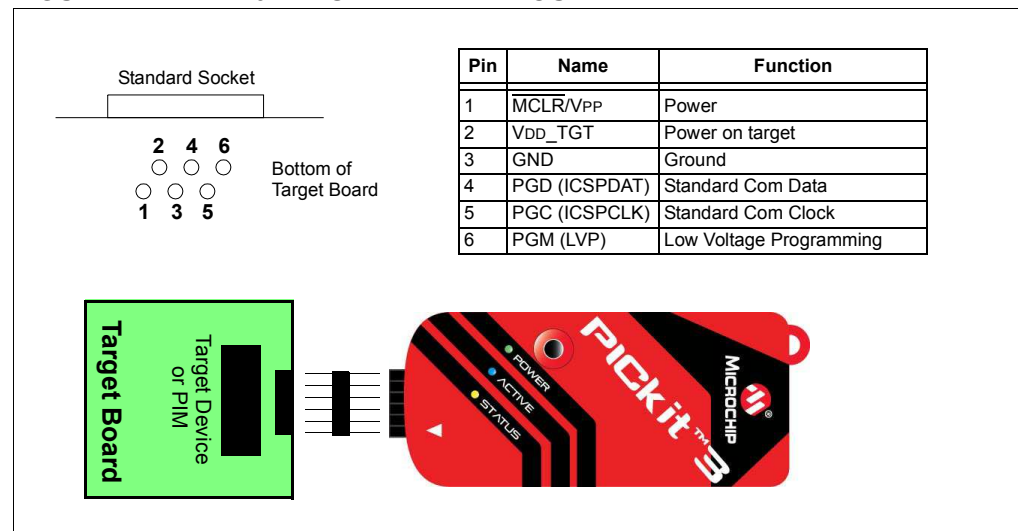 Standard Socket
2 4 6
Bottom of
Target Board
1 3 5
Pin Name Function
1 MCLR/VPP Power
2 VDD_TGT Power on target
3 GND Ground
4 PGD (ICSPDAT) Standard Com Data
5 PGC (ICSPCLK) Standard Com Clock
6 PGM (LVP) Low Voltage Programming
Target Board
Target Device
or PIM
POWER
ACTIVE
STATUS
PICkit™ 3
MICROCHIP ®